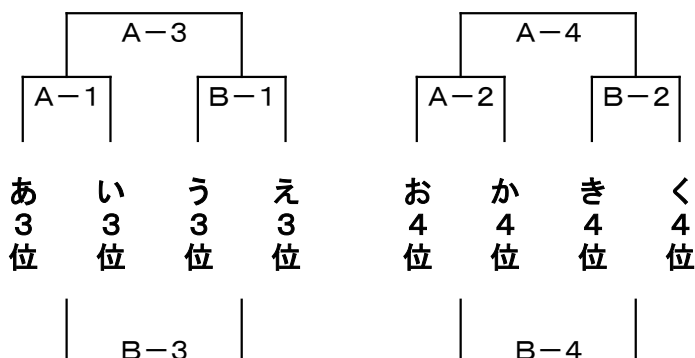 A－3
A－4
A－1
B－1
A－2
B－2
あ3位
い3位
う3位
え3位
お4位
か4位
き4位
く4位
B－3
B－4